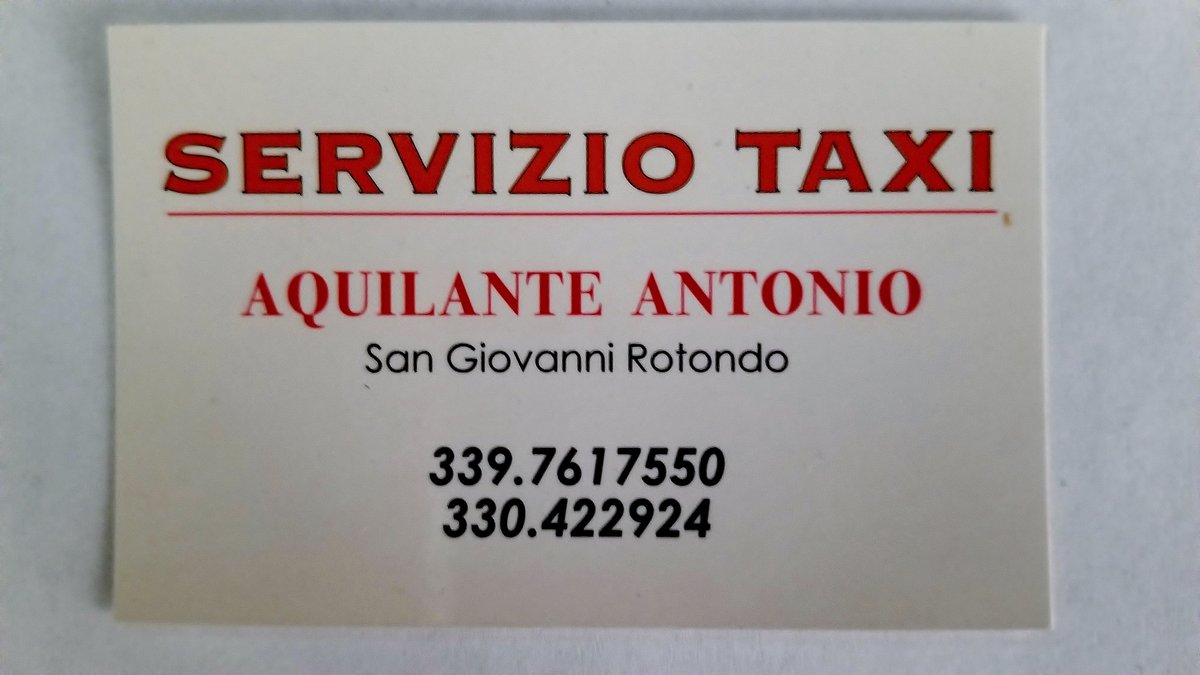 SERVIZIO TAXI
AQUILANTE ANTONIO
San Giovanni Rotondo
339.7617550
330.422924